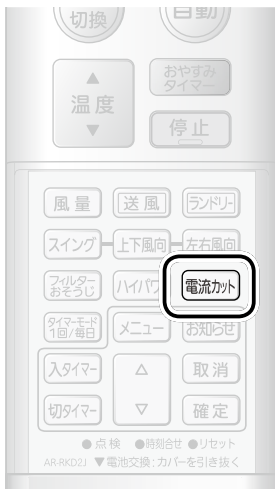 切換
自動
温度
おやすみ
タイマー
停止
風量
送風
ランドリー
スイング
上下風向
左右風向
フィルター
おそうじ
ハイパワ
電流カット
タイマーモード
1回/毎日
メニュー
お知らせ
入タイマー
取消
切タイマー
確定
●点検 ●時刻合せ ●リセット
AR-RKD2J ▼電池交換:カバーを引き抜く